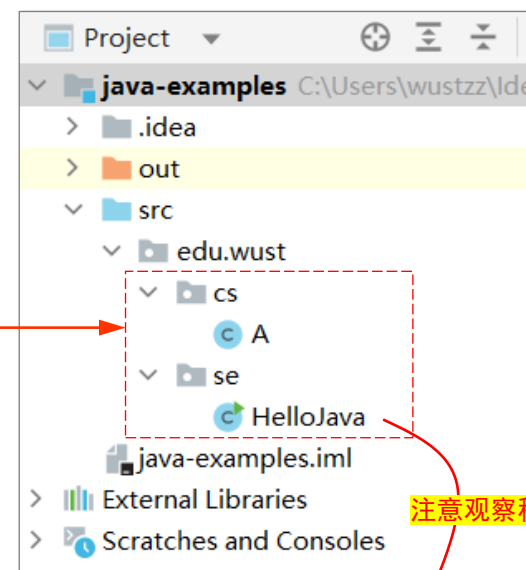 Project
java-examples C:\Users\wustzz\Ide
.idea
out
src
edu.wust
cs
A
se
HelloJava
java-examples.iml
External Libraries
注意观察
Scratches and Consoles